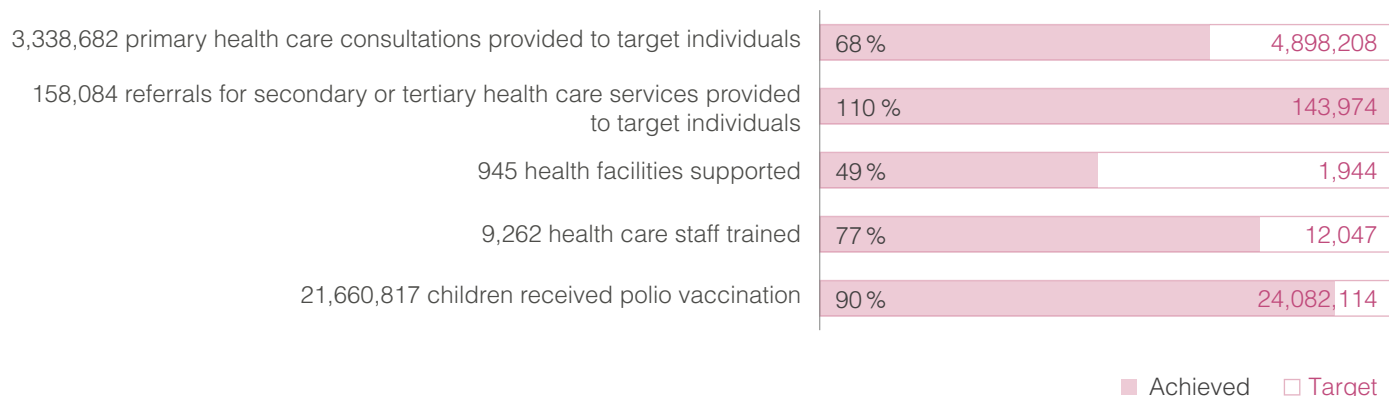 3,338,682 primary health care consultations provided to target individuals 68 % 4,898,208
158,084 referrals for secondary or tertiary health care services provided
to target individuals 110 % 143,974
945 health facilities supported 49 % 1,944
9,262 health care staff trained 77 % 12,047
21,660,817 children received polio vaccination 90 % 24,082,114
Achieved Target